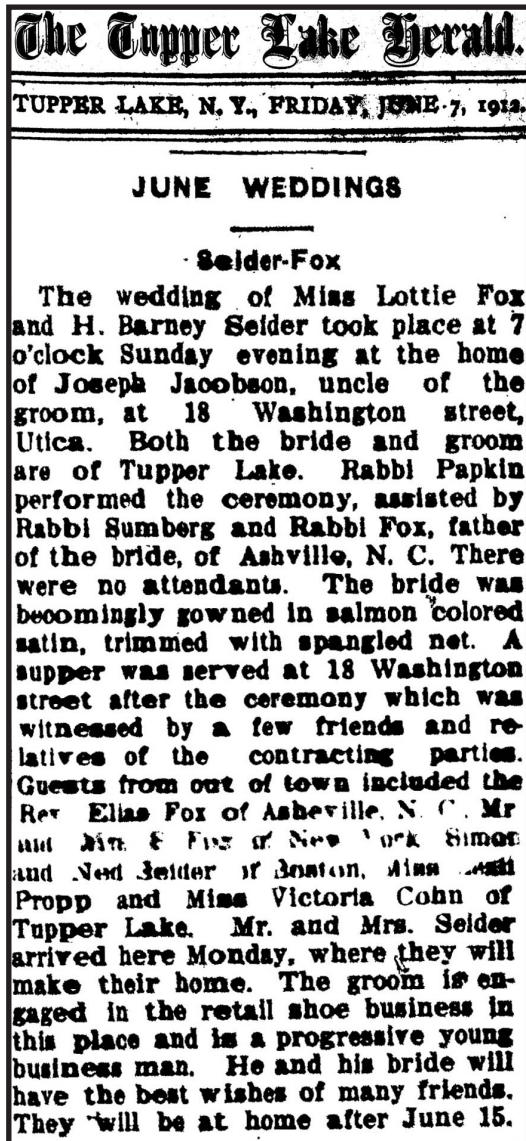 The Tupper Lake Herald.
TUPPER LAKE, N. Y., FRIDAY, JUNE 7, 1912.
JUNE WEDDINGS
Seider-Fox
The wedding of Miss Lottie Fox
and H. Barney Seider took place at 7
o'clock Sunday evening at the home
of Joseph Jacobson, uncle of the
groom, at 18 Washington street,
Utica. Both the bride and groom
are of Tupper Lake. Rabbi Papkin
performed the ceremony, assisted by
Rabbi Sumberg and Rabbi Fox, father
of the bride, of Ashville, N. C. There
were no attendants. The bride was
becomingly gowned in salmon colored
satin, trimmed with spangled net. A
supper was served at 18 Washington
street after the ceremony which was
witnessed by a few friends and re-
latives of the contracting parties.
Guests from out of town included the
Rev. Elias Fox of Asheville, N. C., Mr
and Mrs. Fox of New York Simon
and Ned Seider of Boston, Miss
Propp and Miss Victoria Cohn of
Tupper Lake. Mr. and Mrs. Seider
arrived here Monday, where they will
make their home. The groom is en-
gaged in the retail shoe business in
this place and is a progressive young
business man. He and his bride will
have the best wishes of many friends.
They will be at home after June 15.